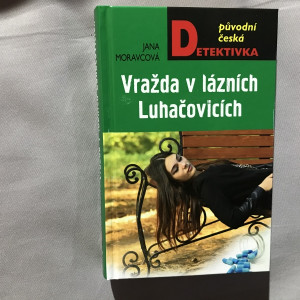 JANA
MORAVCOVÁ
původní
česká
DETEKTIVKA
Vražda v lázních
Luhačovicích